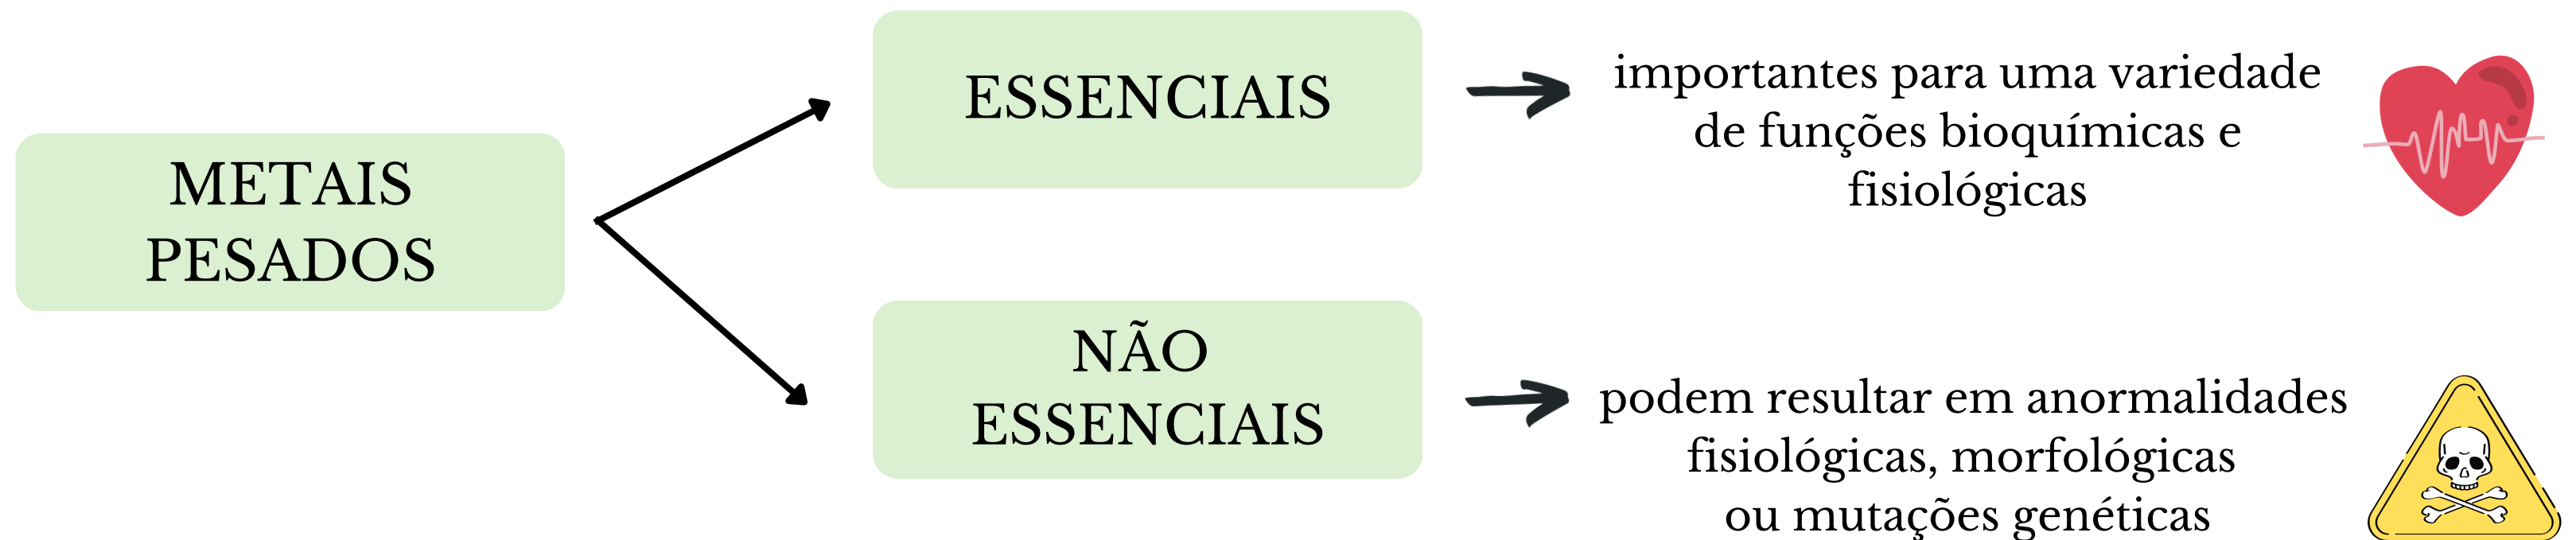 METAIS
PESADOS
ESSENCIAIS
importantes para uma variedade
de funções bioquímicas e
fisiológicas
NÃO
ESSENCIAIS
podem resultar em anormalidades
fisiológicas, morfológicas
ou mutações genéticas